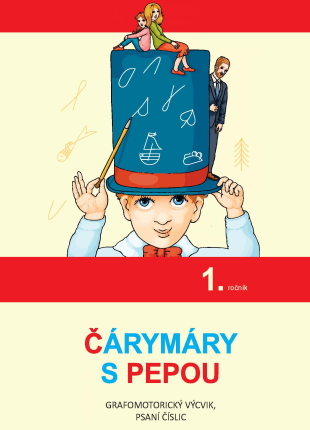 1. ročník
ČÁRYMÁRY
S PEPOU
GRAFOMOTORICKÝ VÝCVIK,
PSANÍ ČÍSLIC